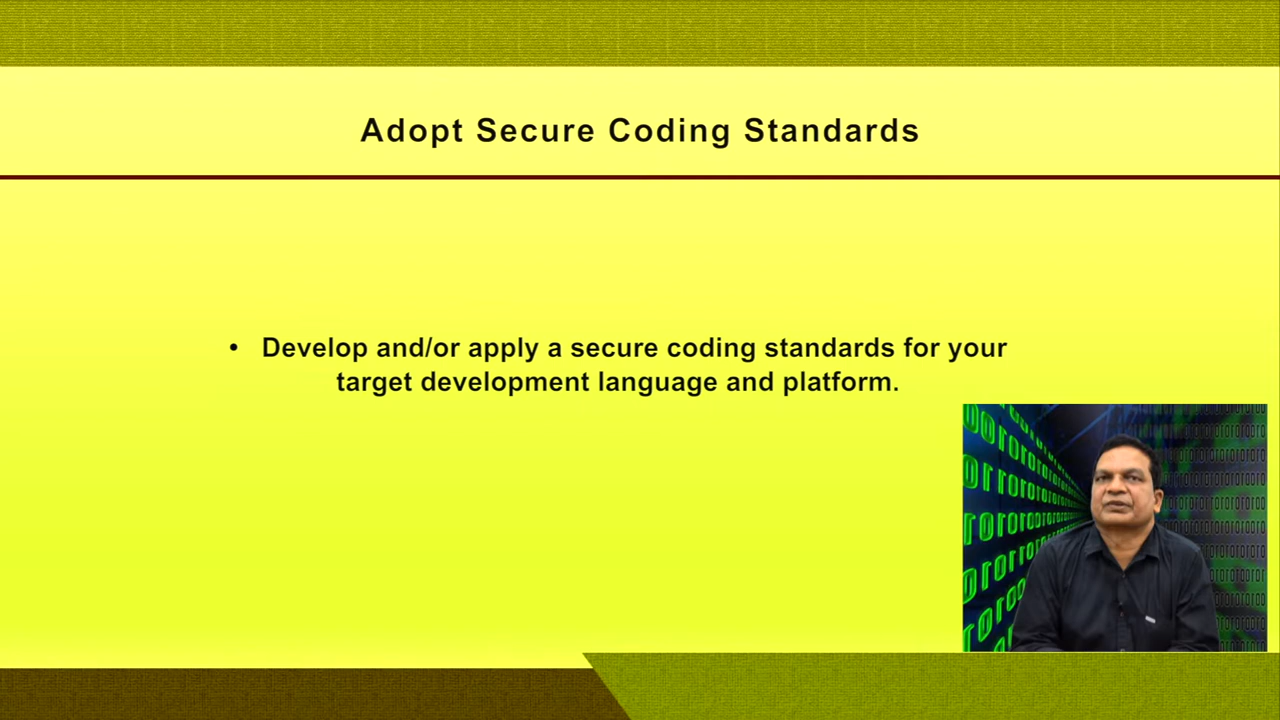 Adopt Secure Coding Standards
• Develop and/or apply a secure coding standards for your
target development language and platform.